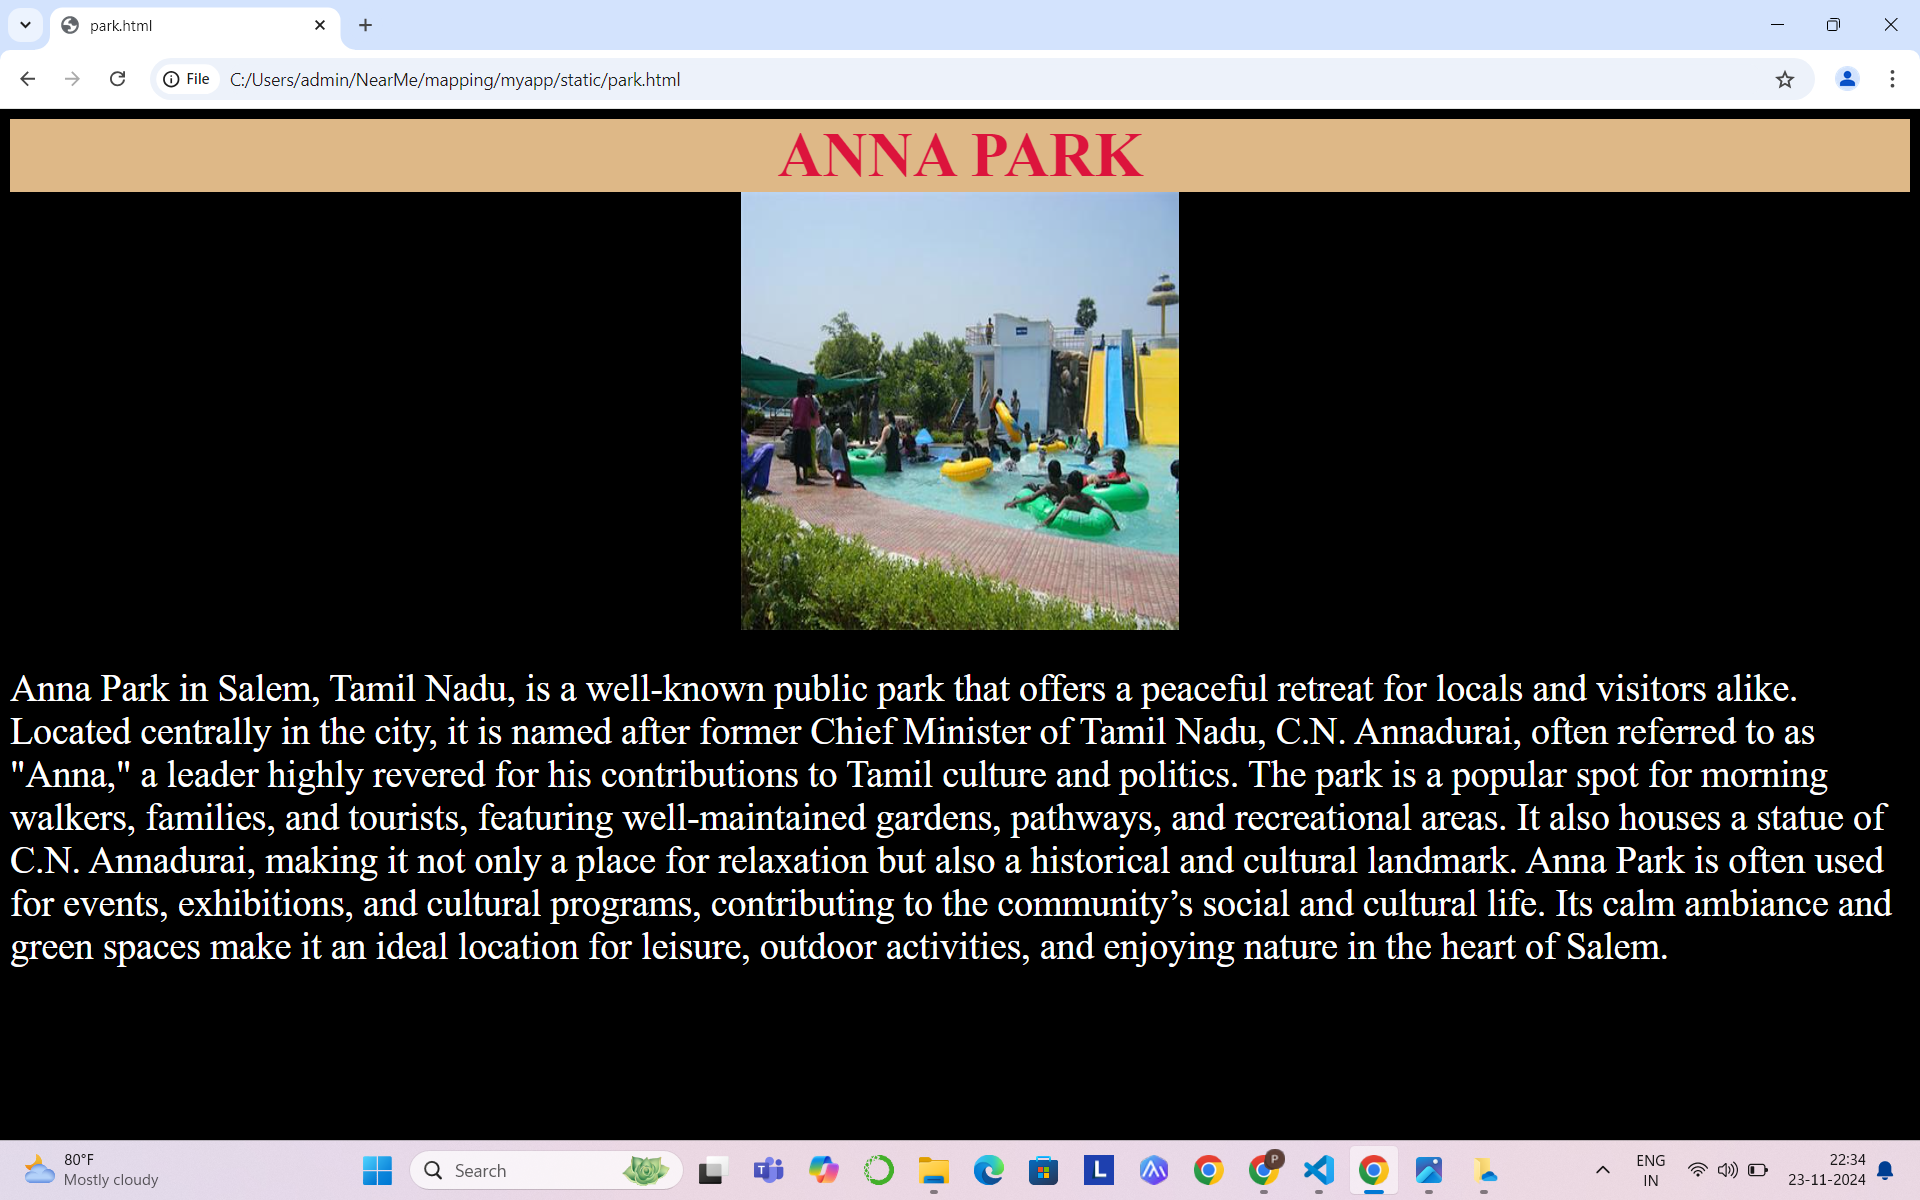 park.html
File
C:/Users/admin/NearMe/mapping/myapp/static/park.html
ANNA PARK
Anna Park in Salem, Tamil Nadu, is a well-known public park that offers a peaceful retreat for locals and visitors alike.
Located centrally in the city, it is named after former Chief Minister of Tamil Nadu, C.N. Annadurai, often referred to as
"Anna," a leader highly revered for his contributions to Tamil culture and politics. The park is a popular spot for morning
walkers, families, and tourists, featuring well-maintained gardens, pathways, and recreational areas. It also houses a statue of
C.N. Annadurai, making it not only a place for relaxation but also a historical and cultural landmark. Anna Park is often used
for events, exhibitions, and cultural programs, contributing to the community’s social and cultural life. Its calm ambiance and
green spaces make it an ideal location for leisure, outdoor activities, and enjoying nature in the heart of Salem.
80°F
Mostly cloudy
Search
T
L
P
ENG
IN
22:34
23-11-2024